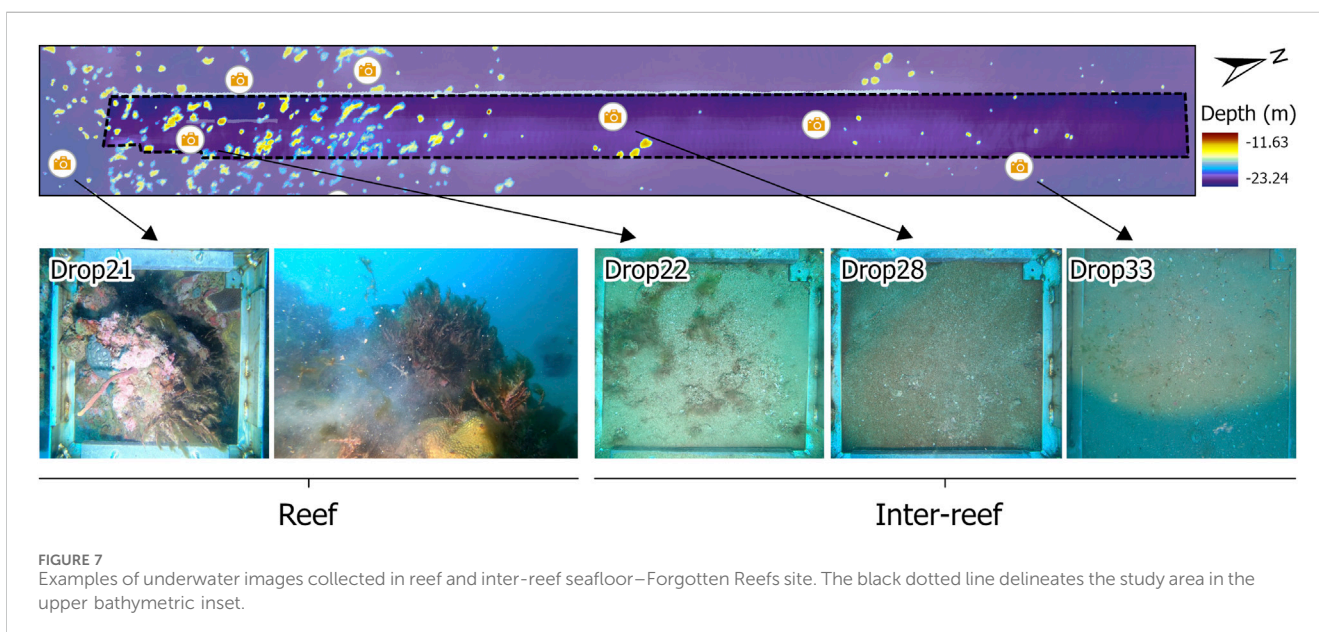 N
Depth (m)
-11.63
-23.24
Drop21
Drop22
Drop28
Drop33
Reef
Inter-reef
FIGURE 7
Examples of underwater images collected in reef and inter-reef seafloor–Forgotten Reefs site. The black dotted line delineates the study area in the
upper bathymetric inset.